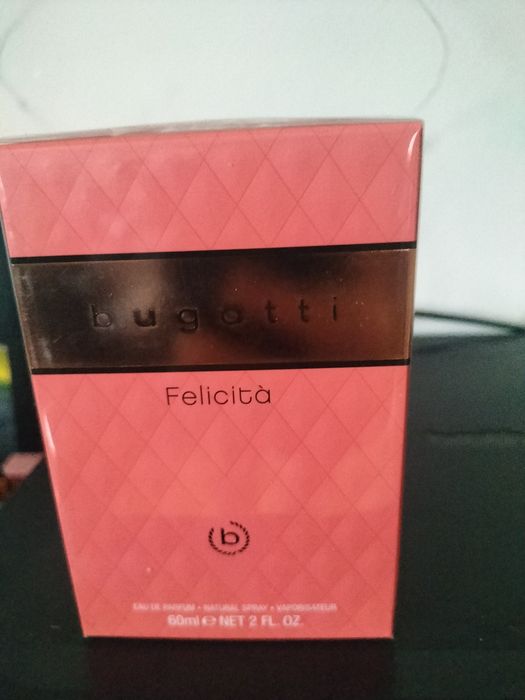 bugatti
Felicità
b
EAU DE PARFUM • NATURAL SPRAY • VAPORISATEUR
60ml ℮ NET 2 FL. OZ.